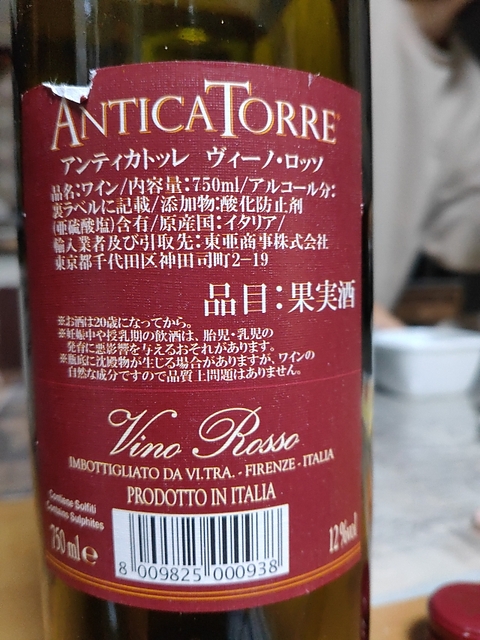 ANTICA TORRE
アンティカトッレ ヴィーノ・ロッソ
品名:ワイン/内容量:750ml/アルコール分:
裏ラベルに記載/添加物:酸化防止剤
(亜硫酸塩)含有/原産国:イタリア/
輸入業者及び引取先:東亜商事株式会社
東京都千代田区神田司町2-19
品目:果実酒
※お酒は20歳になってから。
※妊娠中や授乳期の飲酒は、胎児・乳児の
発育に悪影響を与えるおそれがあります。
※瓶底に沈殿物が生じる場合がありますが、ワインの
自然な成分ですので品質上問題はありません。
Vino Rosso
IMBOTTIGLIATO DA VI.TRA. - FIRENZE - ITALIA
PRODOTTO IN ITALIA
Contiene Solfiti
Contains Sulphites
750 ml e
12%vol
8 009825 000938